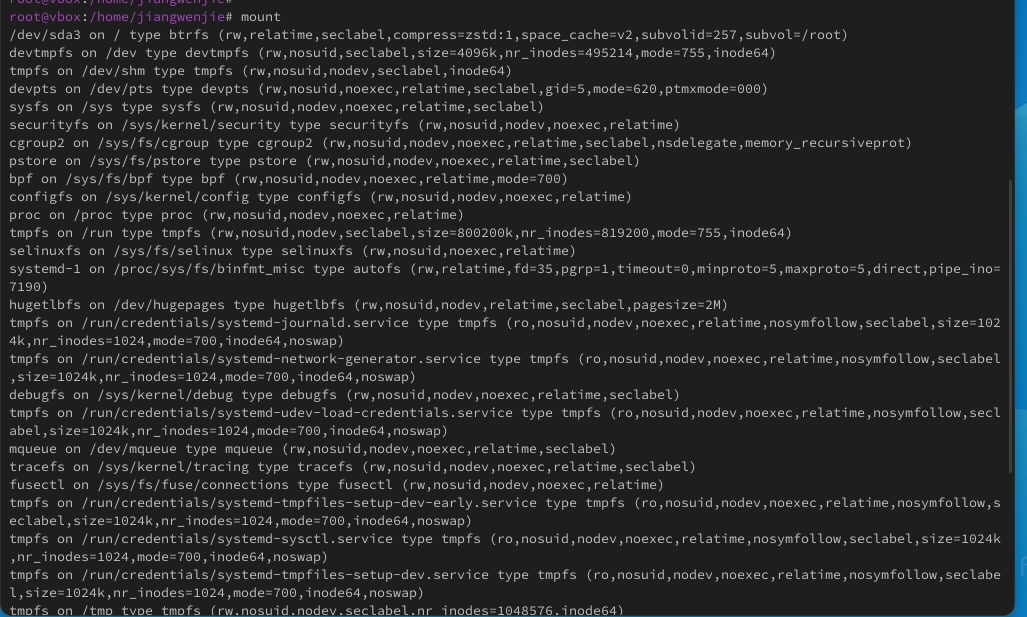 root@vbox:/home/jiangwenjie#
root@vbox:/home/jiangwenjie# mount
/dev/sda3 on / type btrfs (rw,relatime,seclabel,compress=zstd:1,space_cache=v2,subvolid=257,subvol=/root)
devtmpfs on /dev type devtmpfs (rw,nosuid,seclabel,size=4096k,nr_inodes=495214,mode=755,inode64)
tmpfs on /dev/shm type tmpfs (rw,nosuid,nodev,seclabel,inode64)
devpts on /dev/pts type devpts (rw,nosuid,noexec,relatime,seclabel,gid=5,mode=620,ptmxmode=000)
sysfs on /sys type sysfs (rw,nosuid,nodev,noexec,relatime,seclabel)
securityfs on /sys/kernel/security type securityfs (rw,nosuid,nodev,noexec,relatime)
cgroup2 on /sys/fs/cgroup type cgroup2 (rw,nosuid,nodev,noexec,relatime,seclabel,nsdelegate,memory_recursiveprot)
pstore on /sys/fs/pstore type pstore (rw,nosuid,nodev,noexec,relatime,seclabel)
bpf on /sys/fs/bpf type bpf (rw,nosuid,nodev,noexec,relatime,mode=700)
configfs on /sys/kernel/config type configfs (rw,nosuid,nodev,noexec,relatime)
proc on /proc type proc (rw,nosuid,nodev,noexec,relatime)
tmpfs on /run type tmpfs (rw,nosuid,nodev,seclabel,size=800200k,nr_inodes=819200,mode=755,inode64)
selinuxfs on /sys/fs/selinux type selinuxfs (rw,nosuid,noexec,relatime)
systemd-1 on /proc/sys/fs/binfmt_misc type autofs (rw,relatime,fd=35,pgrp=1,timeout=0,minproto=5,maxproto=5,direct,pipe_ino=
7190)
hugetlbfs on /dev/hugepages type hugetlbfs (rw,nosuid,nodev,relatime,seclabel,pagesize=2M)
tmpfs on /run/credentials/systemd-journald.service type tmpfs (ro,nosuid,nodev,noexec,relatime,nosymfollow,seclabel,size=102
4k,nr_inodes=1024,mode=700,inode64,noswap)
tmpfs on /run/credentials/systemd-network-generator.service type tmpfs (ro,nosuid,nodev,noexec,relatime,nosymfollow,seclabel
,size=1024k,nr_inodes=1024,mode=700,inode64,noswap)
debugfs on /sys/kernel/debug type debugfs (rw,nosuid,nodev,noexec,relatime,seclabel)
tmpfs on /run/credentials/systemd-udev-load-credentials.service type tmpfs (ro,nosuid,nodev,noexec,relatime,nosymfollow,secl
abel,size=1024k,nr_inodes=1024,mode=700,inode64,noswap)
mqueue on /dev/mqueue type mqueue (rw,nosuid,nodev,noexec,relatime,seclabel)
tracefs on /sys/kernel/tracing type tracefs (rw,nosuid,nodev,noexec,relatime,seclabel)
fusectl on /sys/fs/fuse/connections type fusectl (rw,nosuid,nodev,noexec,relatime)
tmpfs on /run/credentials/systemd-tmpfiles-setup-dev-early.service type tmpfs (ro,nosuid,nodev,noexec,relatime,nosymfollow,s
eclabel,size=1024k,nr_inodes=1024,mode=700,inode64,noswap)
tmpfs on /run/credentials/systemd-sysctl.service type tmpfs (ro,nosuid,nodev,noexec,relatime,nosymfollow,seclabel,size=1024k
,nr_inodes=1024,mode=700,inode64,noswap)
tmpfs on /run/credentials/systemd-tmpfiles-setup-dev.service type tmpfs (ro,nosuid,nodev,noexec,relatime,nosymfollow,seclabe
l,size=1024k,nr_inodes=1024,mode=700,inode64,noswap)
tmpfs on /tmp type tmpfs (rw,nosuid,nodev,seclabel,nr_inodes=1048576,inode64)